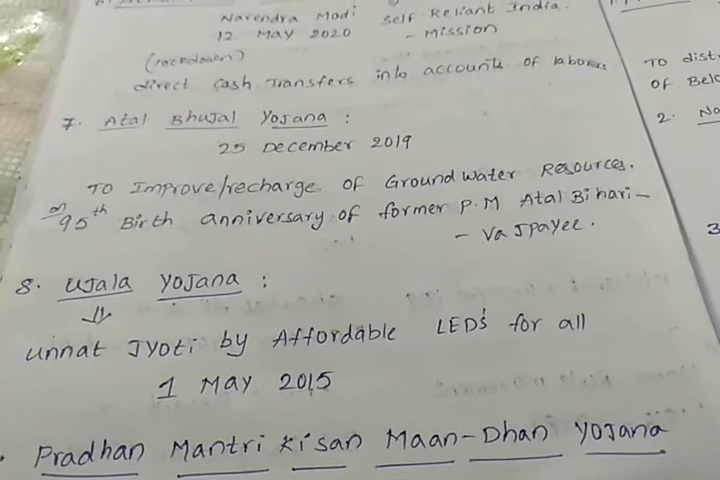 Narendra Modi Self Reliant India.
12 May 2020 - Mission
(lockdown)
direct Cash Transfers into accounts of labores
7. Atal Bhujal Yojana :
25 December 2019
To Improve/recharge of Groundwater Resources.
on 95th Birth anniversary of former P.M Atal Bihari-
- Vajpayee.
8. Ujala Yojana :
⇓
unnat Jyoti by Affordable LED's for all
1 May 2015
Pradhan Mantri Kisan Maan-Dhan Yojana
To dist
of Belo
2. No
3